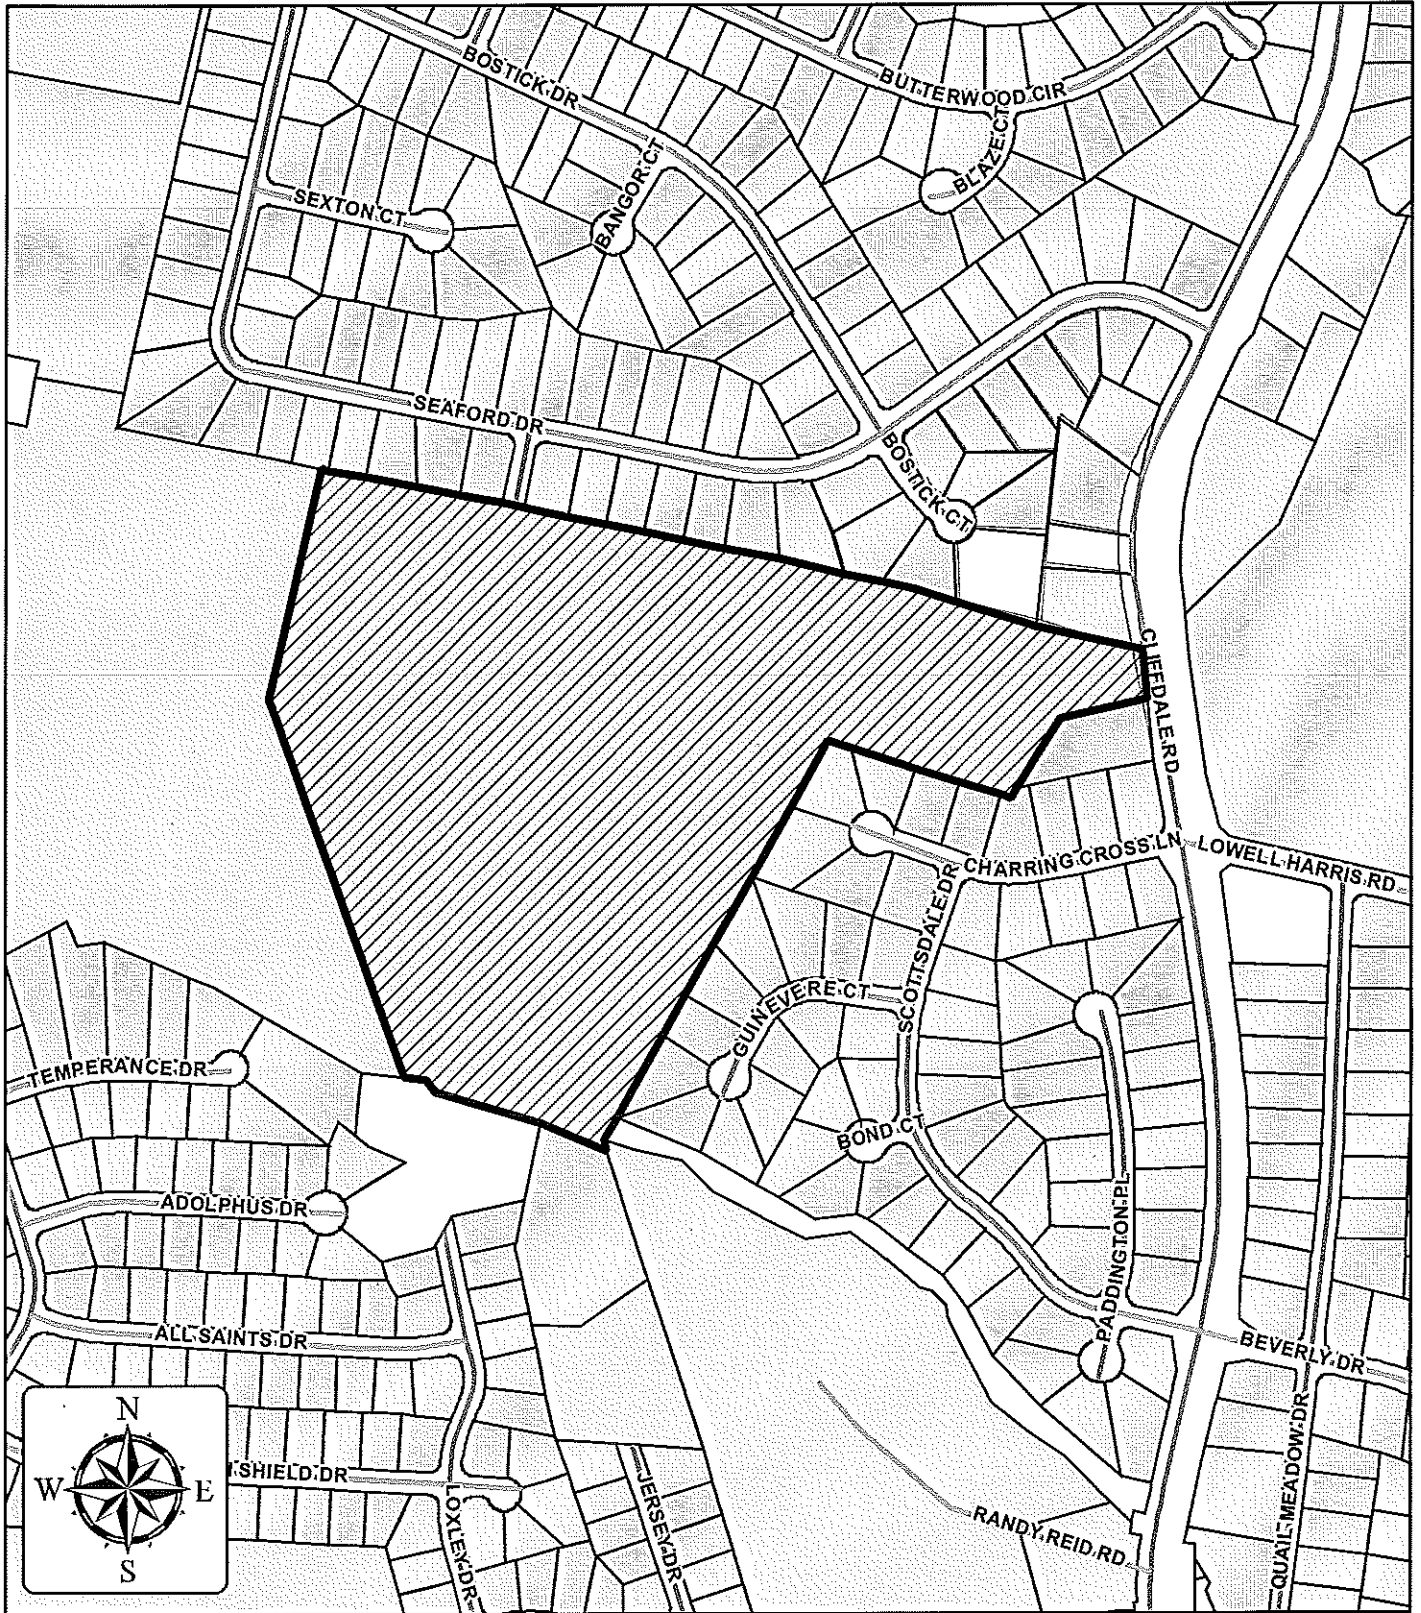 BOSTICK DR
BUTTERWOOD CIR
BLAZE CT
BANGOR CT
SEXTON CT
SEAFORD DR
BOSTICK CT
CLIFFDALE RD
CHARRING CROSS LN
LOWELL HARRIS RD
SCOTTSDALE DR
GUINEVERE CT
TEMPERANCE DR
BOND CT
ADOLPHUS DR
PADDINGTON PL
ALL SAINTS DR
BEVERLY DR
N
W E
S
SHIELD DR
LOXLEY DR
JERSEY DR
RANDY REID RD
QUAIL MEADOW DR